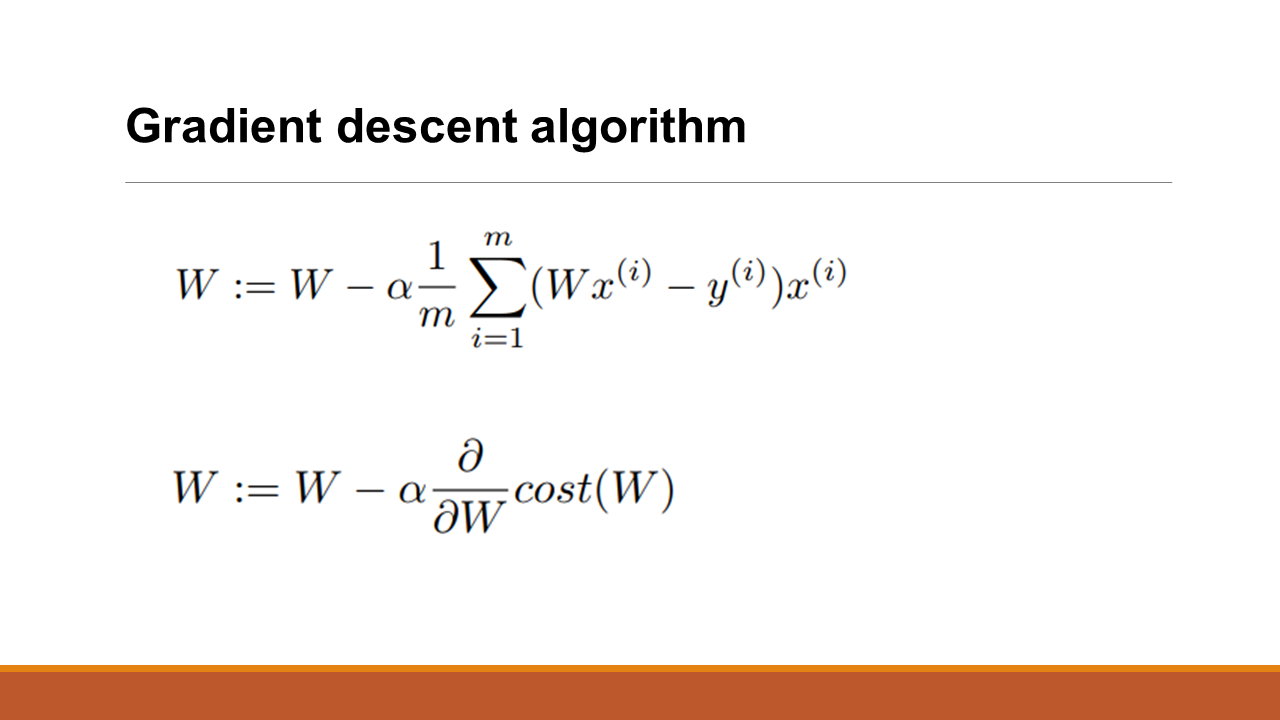 Gradient descent algorithm
$W := W - \alpha \frac{1}{m} \sum_{i=1}^{m} (Wx^{(i)} - y^{(i)})x^{(i)}$
$W := W - \alpha \frac{\partial}{\partial W} cost(W)$